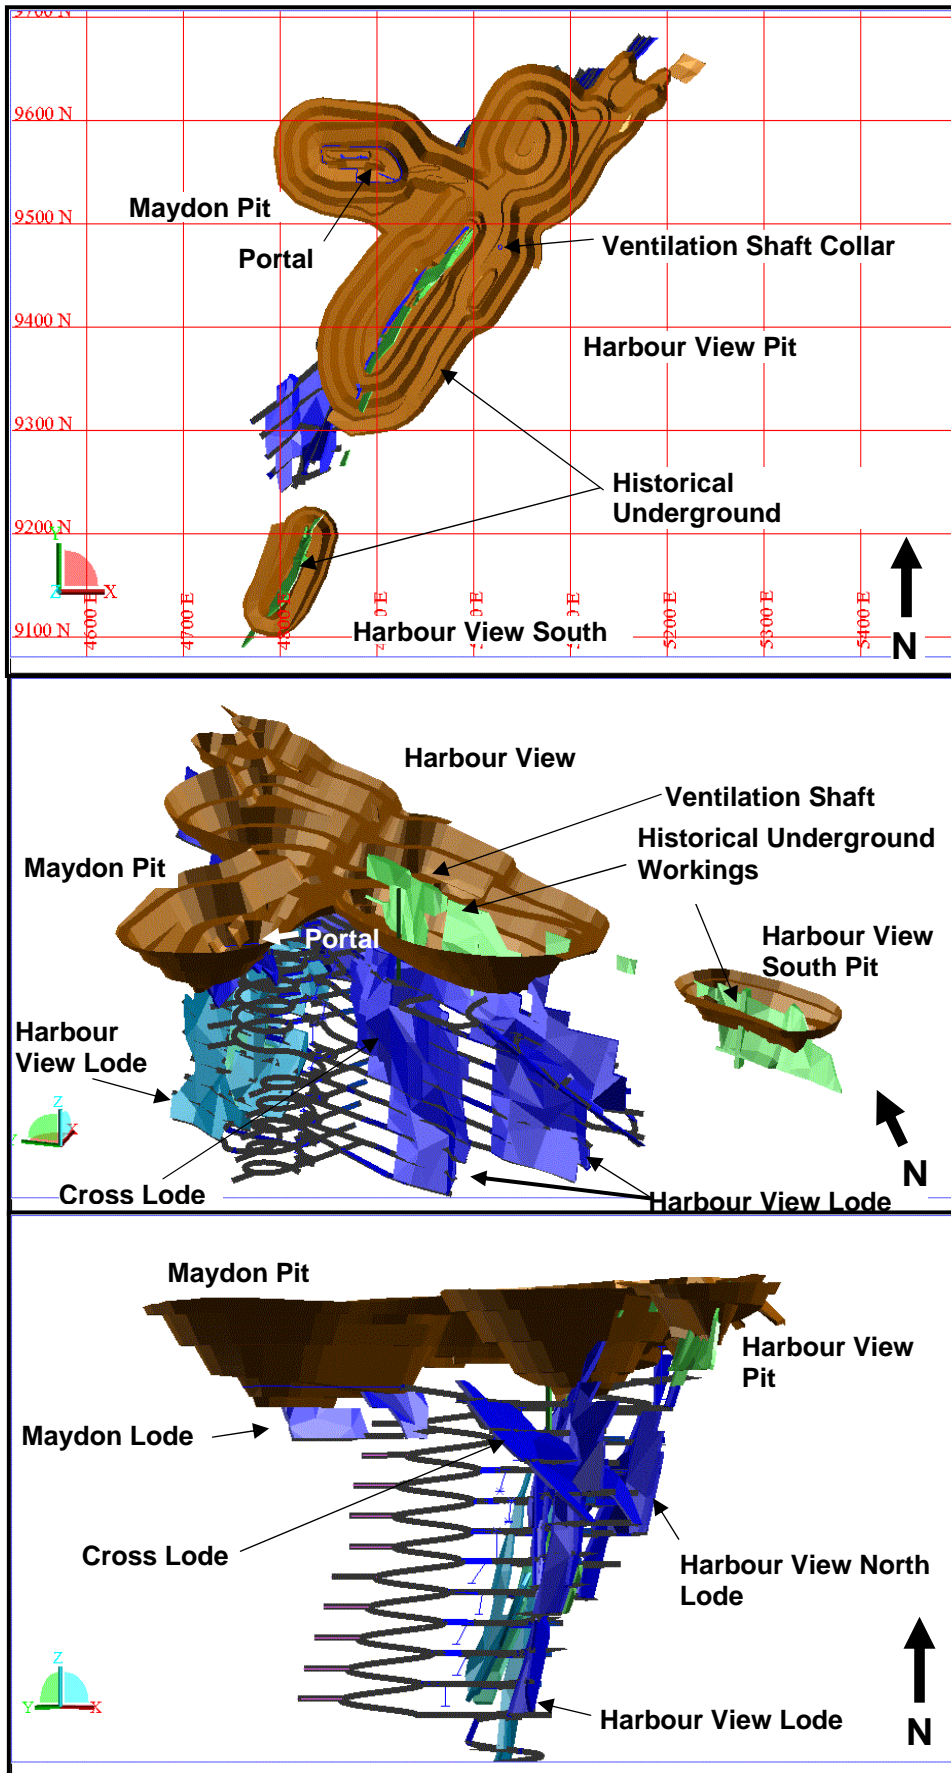 9700 N
9600 N
Maydon Pit
9500 N
Portal
Ventilation Shaft Collar
9400 N
Harbour View Pit
9300 N
Historical
Underground
9200 N
Y
Z
X
9100 N
4600 E
4700 E
5200 E
5300 E
5400 E
Harbour View South
N
Harbour View
Ventilation Shaft
Historical Underground
Workings
Maydon Pit
Portal
Harbour View
South Pit
Harbour
View Lode
Z
X
Cross Lode
Harbour View Lode
N
Maydon Pit
Harbour View
Pit
Maydon Lode
Cross Lode
Harbour View North
Lode
Z
Y
X
Harbour View Lode
N